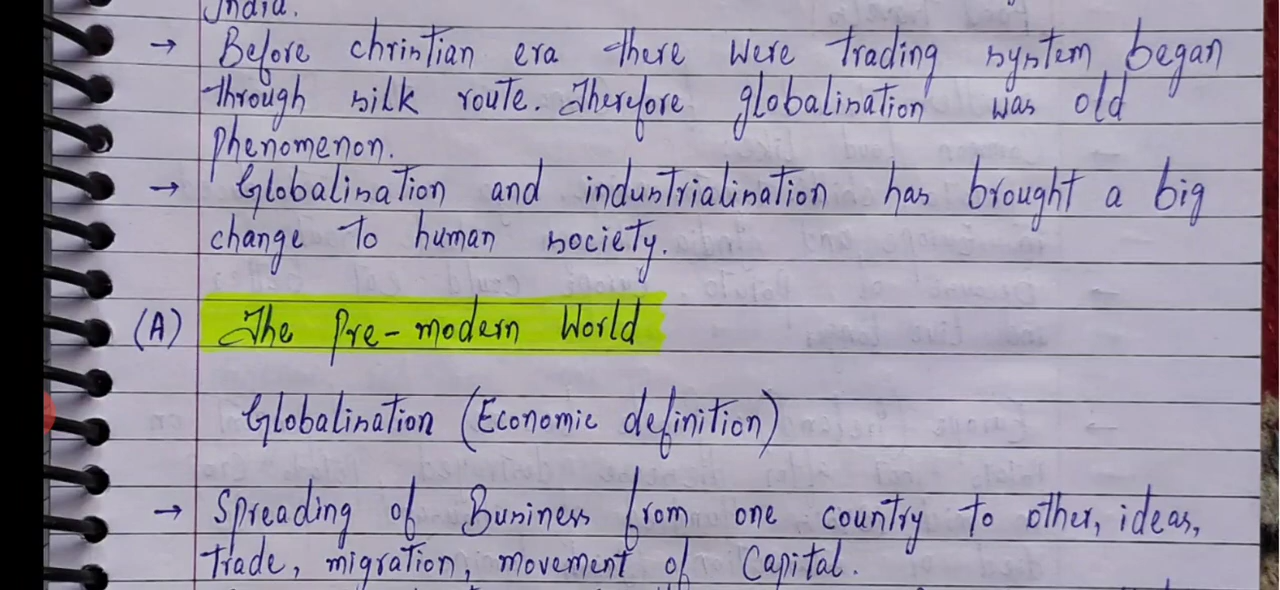 India.
→ Before christian era there were trading system began
through silk route. Therefore globalisation was old
phenomenon.
→ Globalisation and industrialisation has brought a big
change to human society.
(A) The Pre-modern World
Globalisation (Economic definition)
→ Spreading of Business from one country to other, ideas,
trade, migration, movement of Capital.